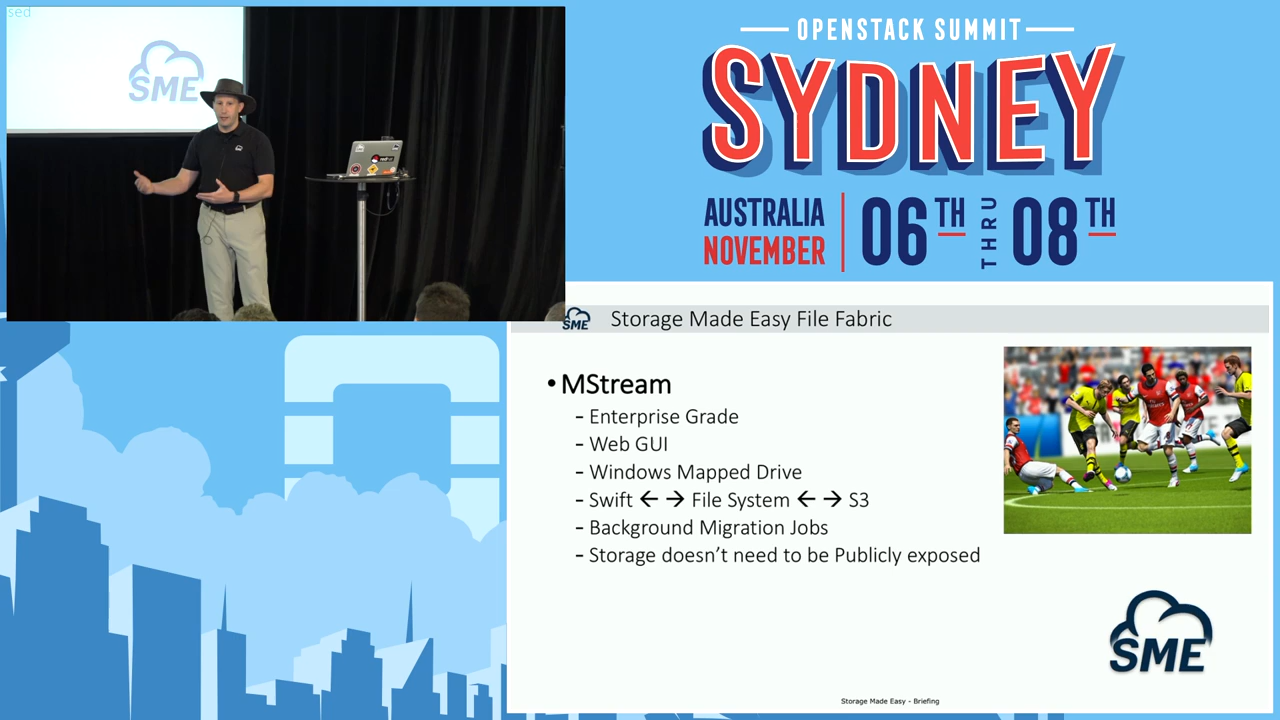 sed
SME
OPENSTACK SUMMIT
SYDNEY
AUSTRALIA
NOVEMBER
06TH
THRU
08TH
SME
Storage Made Easy File Fabric
• MStream
- Enterprise Grade
- Web GUI
- Windows Mapped Drive
- Swift ← → File System ← → S3
- Background Migration Jobs
- Storage doesn’t need to be Publicly exposed
SME
Storage Made Easy - Briefing